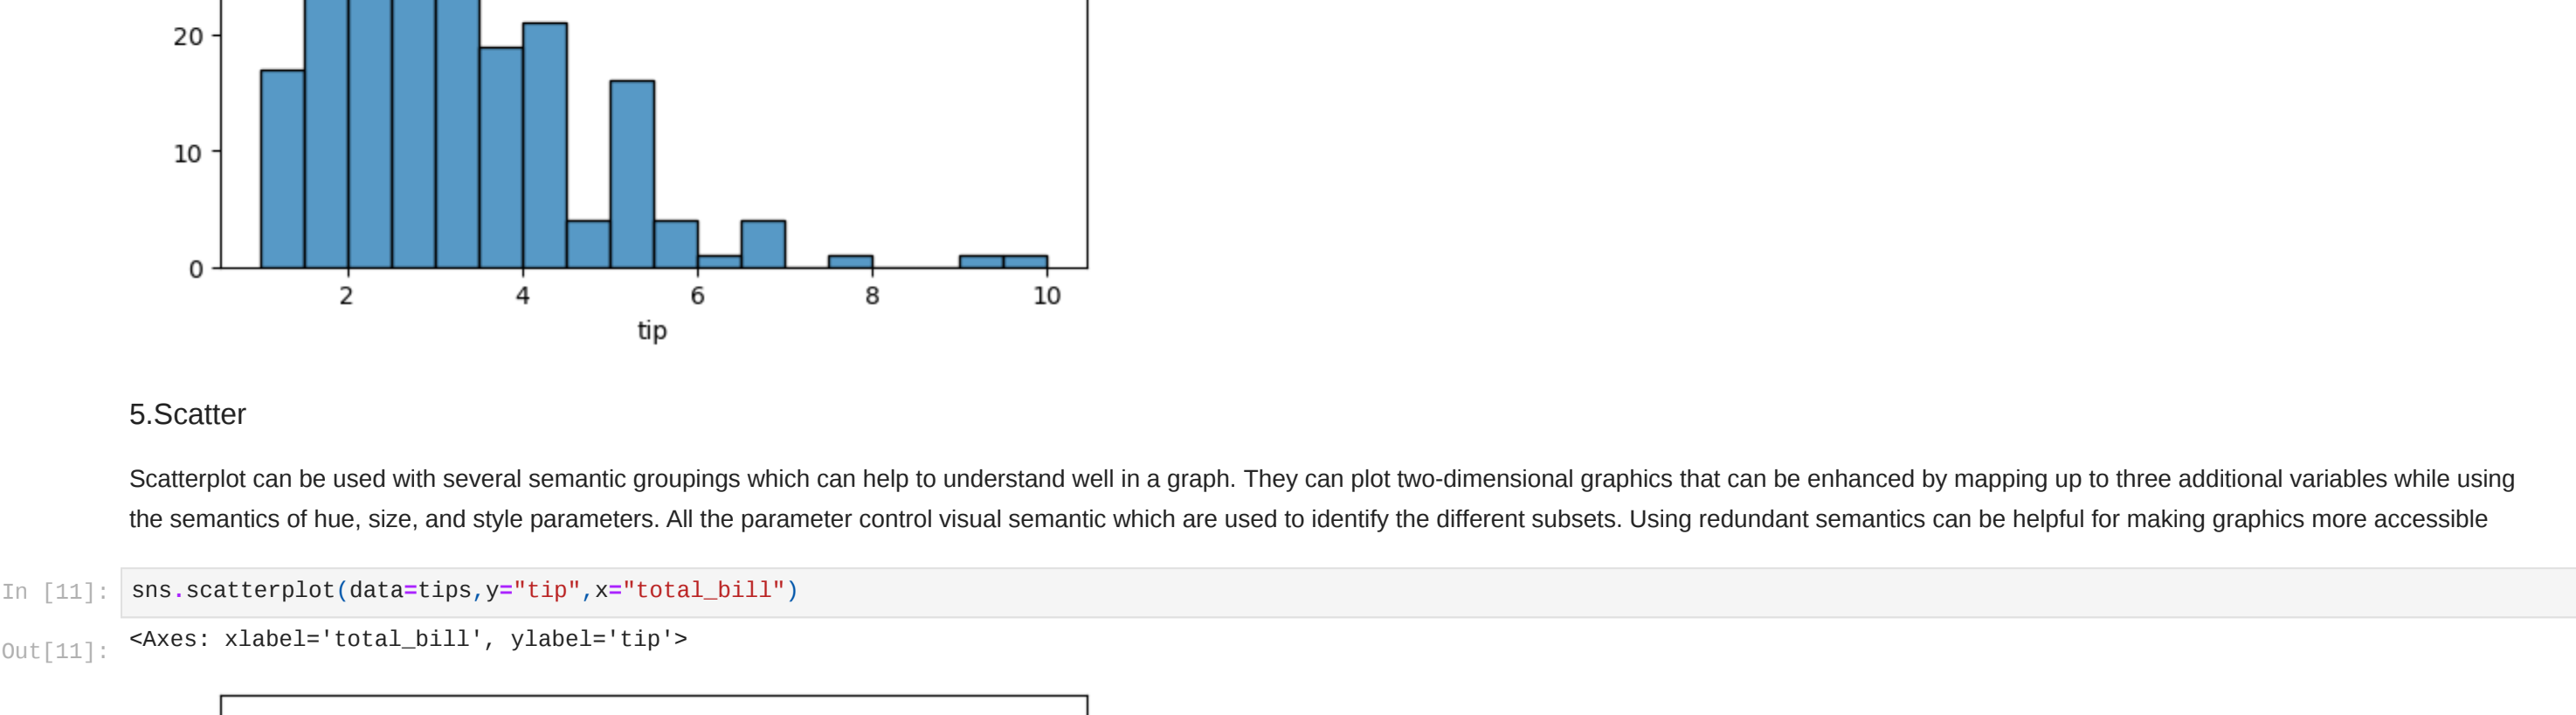 20
10
0
2 4 6 8 10
tip
5.Scatter
Scatterplot can be used with several semantic groupings which can help to understand well in a graph. They can plot two-dimensional graphics that can be enhanced by mapping up to three additional variables while using
the semantics of hue, size, and style parameters. All the parameter control visual semantic which are used to identify the different subsets. Using redundant semantics can be helpful for making graphics more accessible
In [11]: sns.scatterplot(data=tips,y="tip",x="total_bill")
Out[11]: <Axes: xlabel='total_bill', ylabel='tip'>